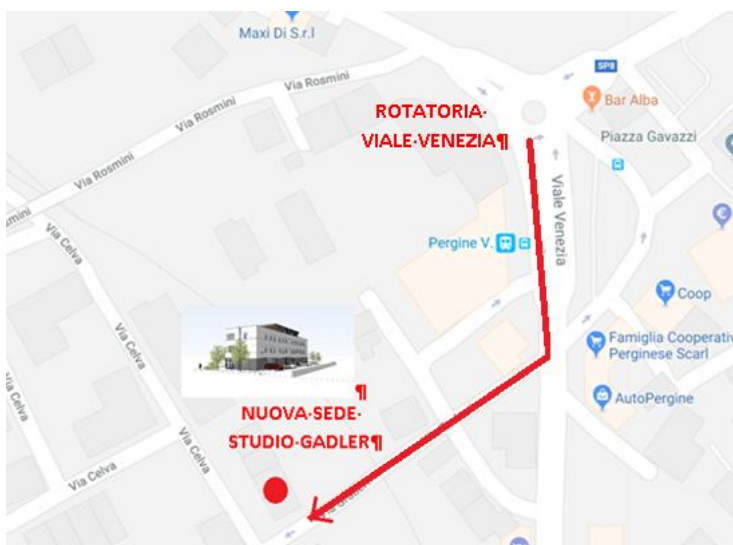 Maxi Di S.r.l
SP8
Via Rosmini
Bar Alba
ROTATORIA·
VIALE·VENEZIA¶
Via Rosmini
Piazza Gavazzi
Via Rosmini
smini
Via Celva
Viale Venezia
Pergine V.
Coop
Via Celva
Famiglia Cooperativ
Perginese Scarl
¶
NUOVA·SEDE·
STUDIO·GADLER¶
AutoPergine
Via Celva
Via Celva
Via Celva